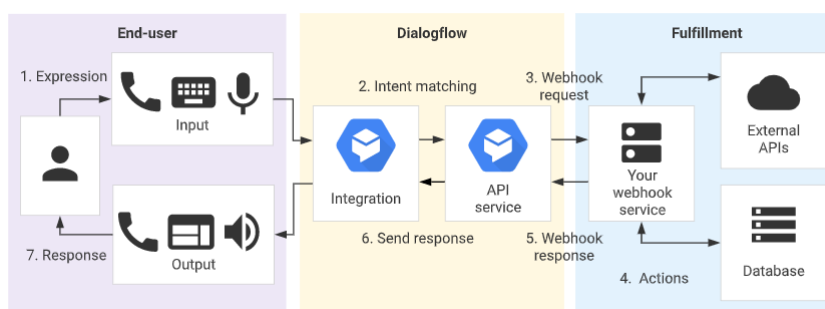 End-user
Dialogflow
Fulfillment
1. Expression
Input
2. Intent matching
3. Webhook
request
Integration
API
service
Your
webhook
service
External
APIs
7. Response
Output
6. Send response
5. Webhook
response
4. Actions
Database